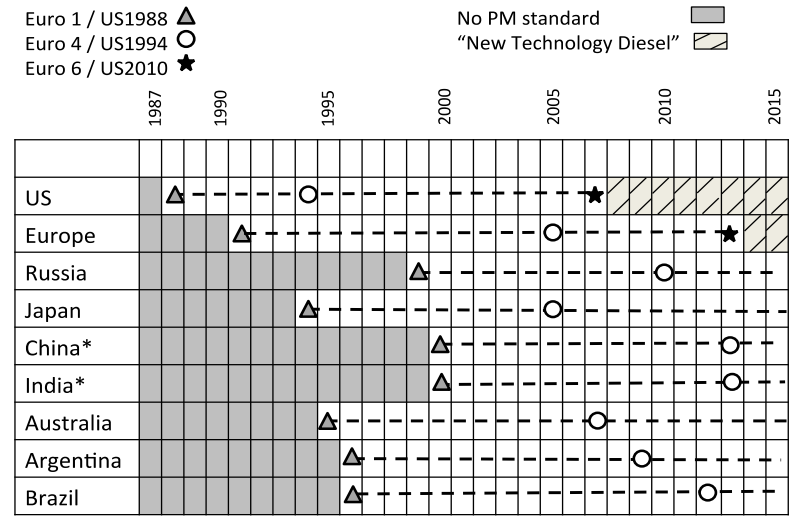 Euro 1 / US1988
Euro 4 / US1994
Euro 6 / US2010
No PM standard
“New Technology Diesel”
1987
1990
1995
2000
2005
2010
2015
US
Europe
Russia
Japan
China*
India*
Australia
Argentina
Brazil